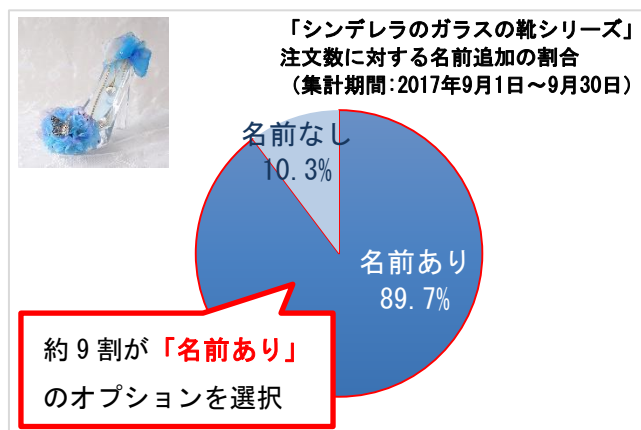 「シンデレラのガラスの靴シリーズ」
注文数に対する名前追加の割合
（集計期間:2017年9月1日～9月30日）
名前なし
10.3%
名前あり
89.7%
約9割が「名前あり」
のオプションを選択